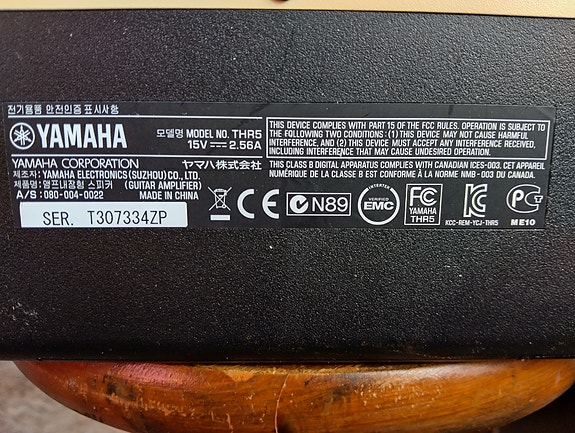 전기용품 안전인증 표시사항
YAMAHA
모델명 MODEL NO. THR5
15V 2.56A
YAMAHA CORPORATION ヤマハ株式会社
제조자: YAMAHA ELECTRONICS(SUZHOU)CO., LTD.
제품명: 앰프내장형 스피커 (GUITAR AMPLIFIER)
A/S: 080-004-0022 MADE IN CHINA
SER. T307334ZP
THIS DEVICE COMPLIES WITH PART 15 OF THE FCC RULES. OPERATION IS SUBJECT TO
THE FOLLOWING TWO CONDITIONS: (1) THIS DEVICE MAY NOT CAUSE HARMFUL
INTERFERENCE, AND (2) THIS DEVICE MUST ACCEPT ANY INTERFERENCE RECEIVED,
INCLUDING INTERFERENCE THAT MAY CAUSE UNDESIRED OPERATION.
THIS CLASS B DIGITAL APPARATUS COMPLIES WITH CANADIAN ICES-003. CET APPAREIL
NUMÉRIQUE DE LA CLASSE B EST CONFORME À LA NORME NMB-003 DU CANADA.
CE
N89
INTERTEK
VERIFIED
EMC
FC
YAMAHA
THR5
KC
KCC-REM-YCJ-THR5
PC
ME10